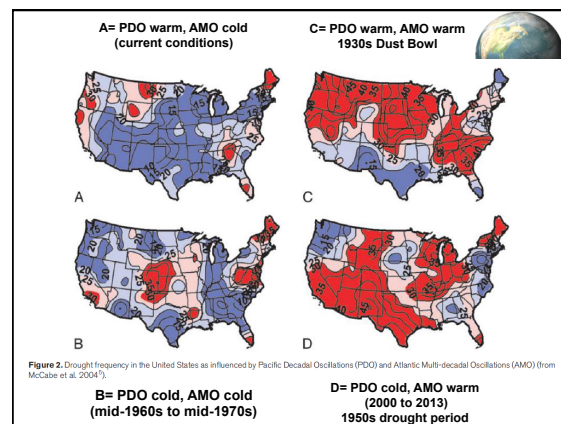 A= PDO warm, AMO cold
(current conditions)
C= PDO warm, AMO warm
1930s Dust Bowl
A
C
B
D
Figure 2. Drought frequency in the United States as influenced by Pacific Decadal Oscillations (PDO) and Atlantic Multi-decadal Oscillations (AMO) (from
McCabe et al. 2004⁵).
B= PDO cold, AMO cold
(mid-1960s to mid-1970s)
D= PDO cold, AMO warm
(2000 to 2013)
1950s drought period